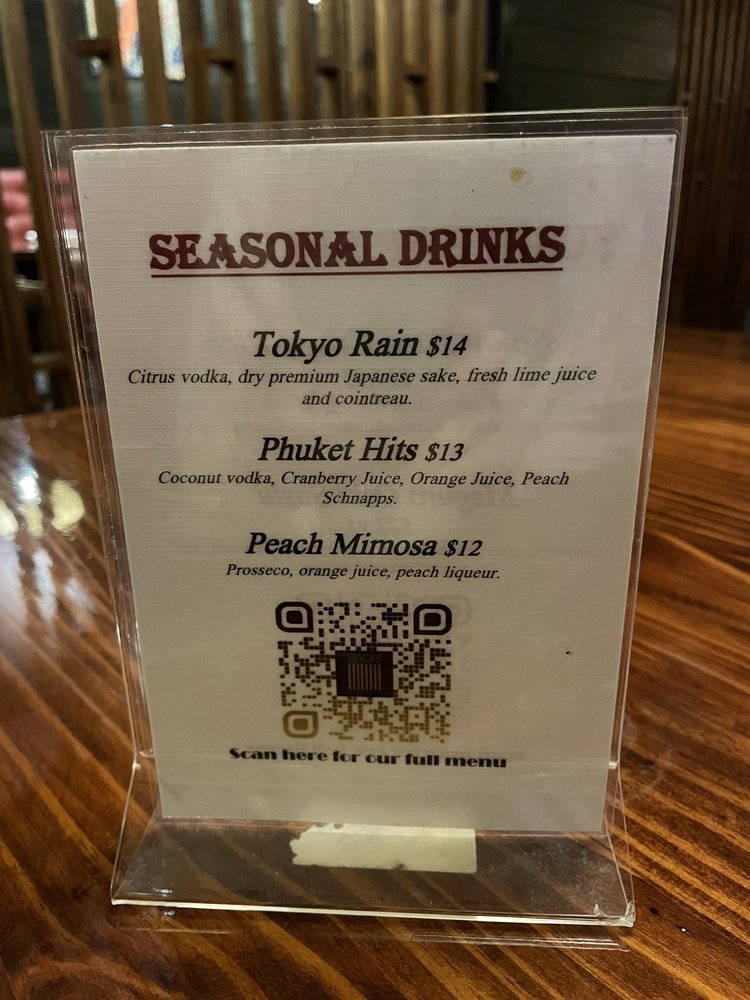 SEASONAL DRINKS
Tokyo Rain $14
Citrus vodka, dry premium Japanese sake, fresh lime juice
and cointreau.
Phuket Hits $13
Coconut vodka, Cranberry Juice, Orange Juice, Peach
Schnapps.
Peach Mimosa $12
Prosseco, orange juice, peach liqueur.
Scan here for our full menu